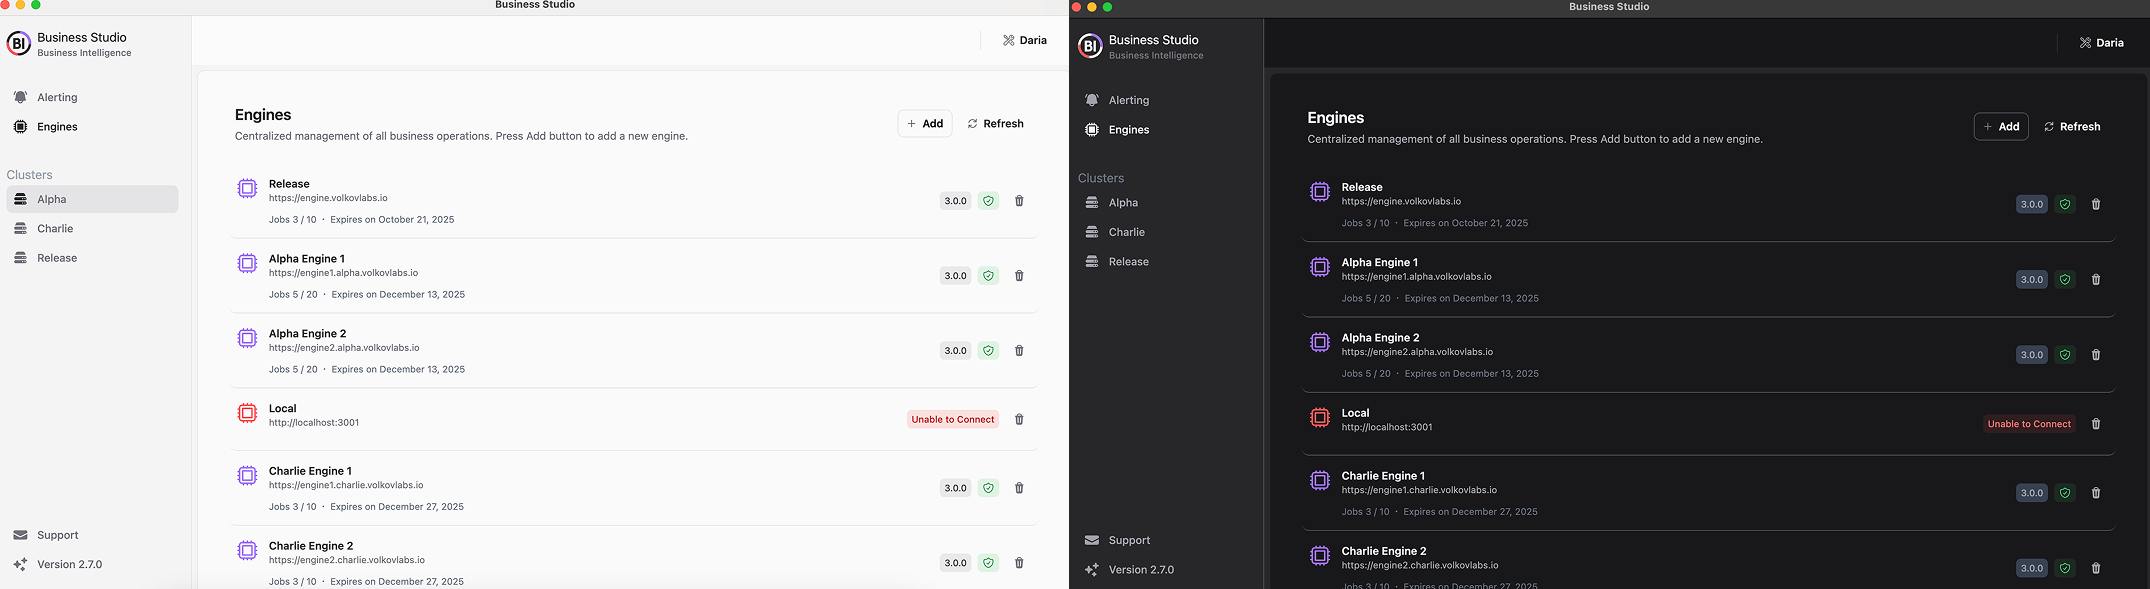 Business Studio
BI
Business Studio
Business Intelligence
Daria
Alerting
Engines
Clusters
Alpha
Charlie
Release
Support
Version 2.7.0
Engines
Centralized management of all business operations. Press Add button to add a new engine.
Add
Refresh
Release
https://engine.volkovlabs.io
Jobs 3 / 10 · Expires on October 21, 2025
3.0.0
Alpha Engine 1
https://engine1.alpha.volkovlabs.io
Jobs 5 / 20 · Expires on December 13, 2025
3.0.0
Alpha Engine 2
https://engine2.alpha.volkovlabs.io
Jobs 5 / 20 · Expires on December 13, 2025
3.0.0
Local
http://localhost:3001
Unable to Connect
Charlie Engine 1
https://engine1.charlie.volkovlabs.io
Jobs 3 / 10 · Expires on December 27, 2025
3.0.0
Charlie Engine 2
https://engine2.charlie.volkovlabs.io
Jobs 3 / 10 · Expires on December 27, 2025
3.0.0
Business Studio
BI
Business Studio
Business Intelligence
Daria
Alerting
Engines
Clusters
Alpha
Charlie
Release
Support
Version 2.7.0
Engines
Centralized management of all business operations. Press Add button to add a new engine.
Add
Refresh
Release
https://engine.volkovlabs.io
Jobs 3 / 10 · Expires on October 21, 2025
3.0.0
Alpha Engine 1
https://engine1.alpha.volkovlabs.io
Jobs 5 / 20 · Expires on December 13, 2025
3.0.0
Alpha Engine 2
https://engine2.alpha.volkovlabs.io
Jobs 5 / 20 · Expires on December 13, 2025
3.0.0
Local
http://localhost:3001
Unable to Connect
Charlie Engine 1
https://engine1.charlie.volkovlabs.io
Jobs 3 / 10 · Expires on December 27, 2025
3.0.0
Charlie Engine 2
https://engine2.charlie.volkovlabs.io
Jobs 3 / 10 · Expires on December 27, 2025
3.0.0